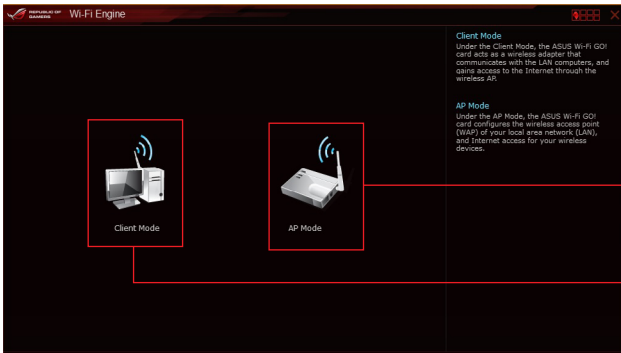 REPUBLIC OF
GAMERS
Wi-Fi Engine
Client Mode
Under the Client Mode, the ASUS Wi-Fi GO!
card acts as a wireless adapter that
communicates with the LAN computers, and
gains access to the Internet through the
wireless AP.
AP Mode
Under the AP Mode, the ASUS Wi-Fi GO!
card configures the wireless access point
(WAP) of your local area network (LAN),
and Internet access for your wireless
devices.
Client Mode
AP Mode